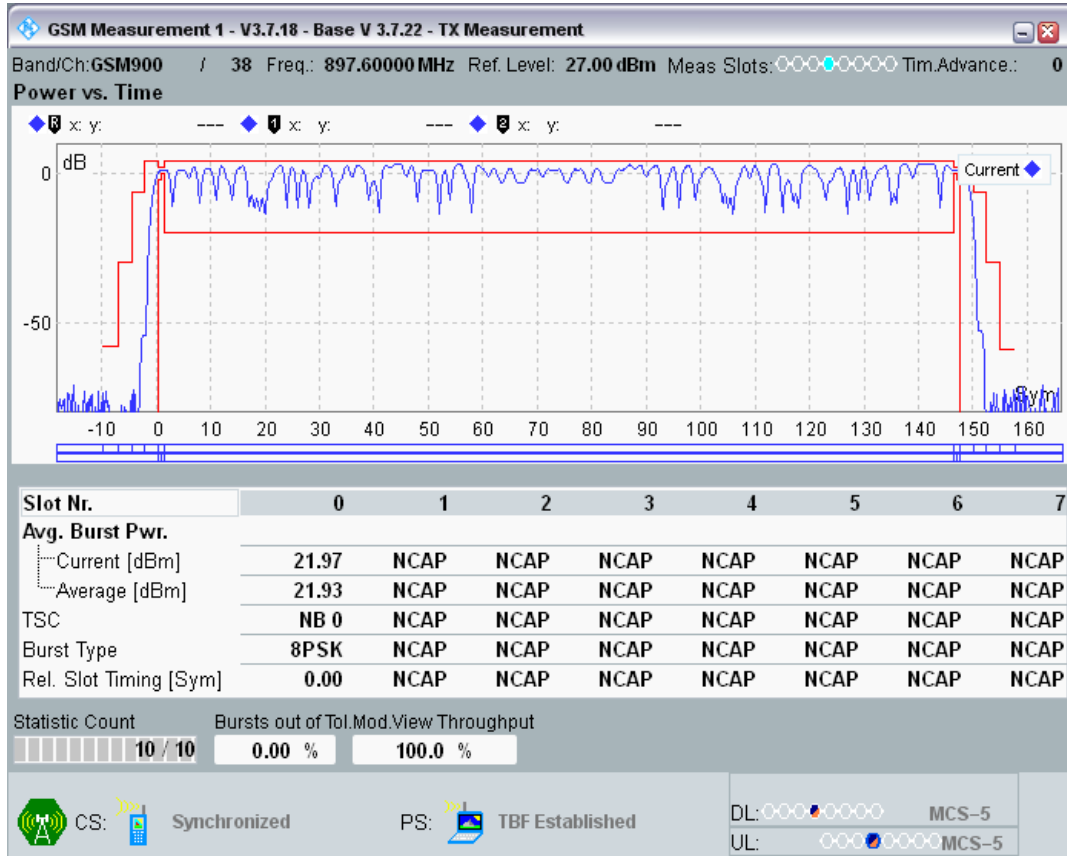 GSM Measurement 1 - V3.7.18 - Base V 3.7.22 - TX Measurement
Band/Ch:GSM900 / 38 Freq.: 897.60000 MHz Ref. Level: 27.00 dBm Meas Slots: Tim.Advance.: 0
Power vs. Time
R x: y: --- 1 x: y: --- 2 x: y: ---
dB
Current
0
-50
Sym
-10 0 10 20 30 40 50 60 70 80 90 100 110 120 130 140 150 160
Slot Nr. 0 1 2 3 4 5 6 7
Avg. Burst Pwr.
Current [dBm] 21.97 NCAP NCAP NCAP NCAP NCAP NCAP NCAP
Average [dBm] 21.93 NCAP NCAP NCAP NCAP NCAP NCAP NCAP
TSC NB 0 NCAP NCAP NCAP NCAP NCAP NCAP NCAP
Burst Type 8PSK NCAP NCAP NCAP NCAP NCAP NCAP NCAP
Rel. Slot Timing [Sym] 0.00 NCAP NCAP NCAP NCAP NCAP NCAP NCAP
Statistic Count Bursts out of Tol.Mod.View Throughput
10 / 10 0.00 % 100.0 %
CS: Synchronized PS: TBF Established DL: MCS-5
UL: MCS-5